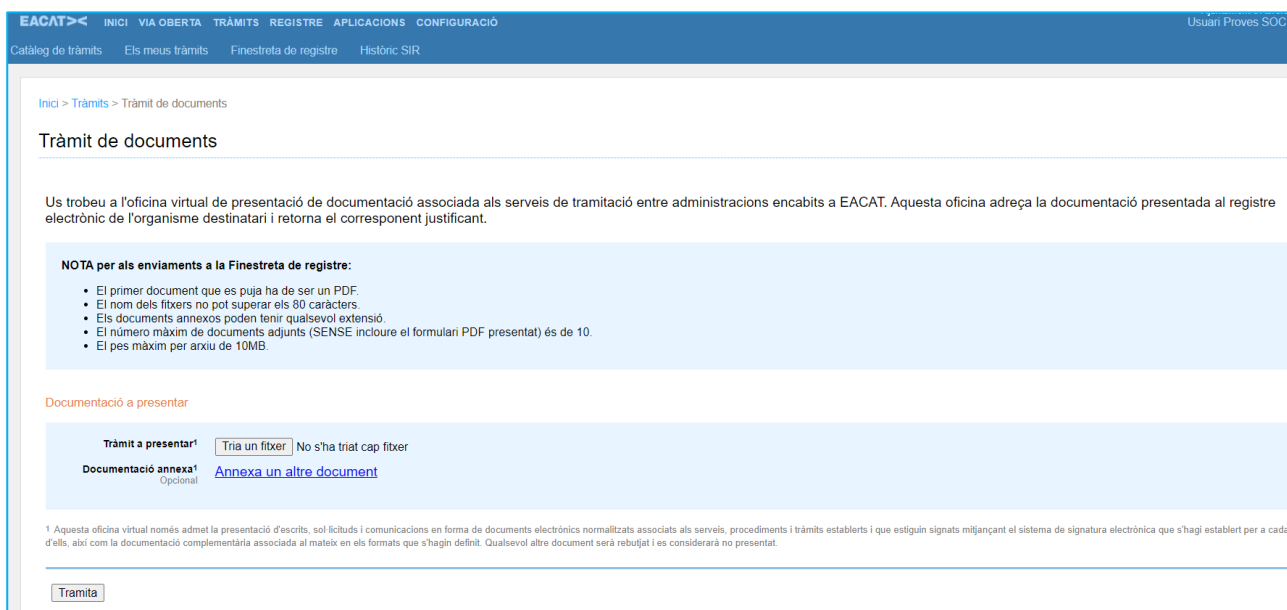 EACAT>< INICI VIA OBERTA TRÀMITS REGISTRE APLICACIONS CONFIGURACIÓ
Usuari Proves SOC
Catàleg de tràmits Els meus tràmits Finestreta de registre Històric SIR
Inici > Tràmits > Tràmit de documents
Tràmit de documents
Us trobeu a l'oficina virtual de presentació de documentació associada als serveis de tramitació entre administracions encabits a EACAT. Aquesta oficina adreça la documentació presentada al registre
electrònic de l'organisme destinatari i retorna el corresponent justificant.
NOTA per als enviaments a la Finestreta de registre:
• El primer document que es puja ha de ser un PDF.
• El nom dels fitxers no pot superar els 80 caràcters.
• Els documents annexos poden tenir qualsevol extensió.
• El número màxim de documents adjunts (SENSE incloure el formulari PDF presentat) és de 10.
• El pes màxim per arxiu de 10MB.
Documentació a presentar
Tràmit a presentar¹ Tria un fitxer No s'ha triat cap fitxer
Documentació annexa¹ Annexa un altre document
Opcional
1 Aquesta oficina virtual només admet la presentació d'escrits, sol·licituds i comunicacions en forma de documents electrònics normalitzats associats als serveis, procediments i tràmits establerts i que estiguin signats mitjançant el sistema de signatura electrònica que s'hagi establert per a cada
d'ells, així com la documentació complementària associada al mateix en els formats que s'hagin definit. Qualsevol altre document serà rebutjat i es considerarà no presentat.
Tramita